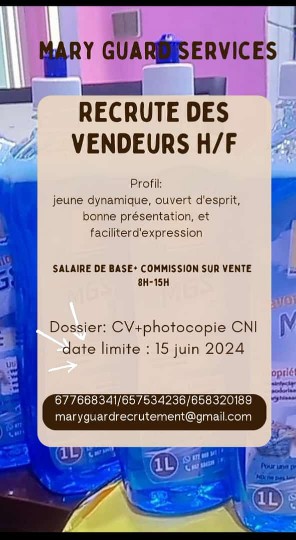 MARY GUARD SERVICES
RECRUTE DES
VENDEURS H/F
Profil:
jeune dynamique, ouvert d'esprit,
bonne présentation, et
faciliterd'expression
SALAIRE DE BASE+ COMMISSION SUR VENTE
8H-15H
Dossier: CV+photocopie CNI
date limite : 15 juin 2024
677668341/657534236/658320189
maryguardrecrutement@gmail.com
MGS
1L
1L
1L